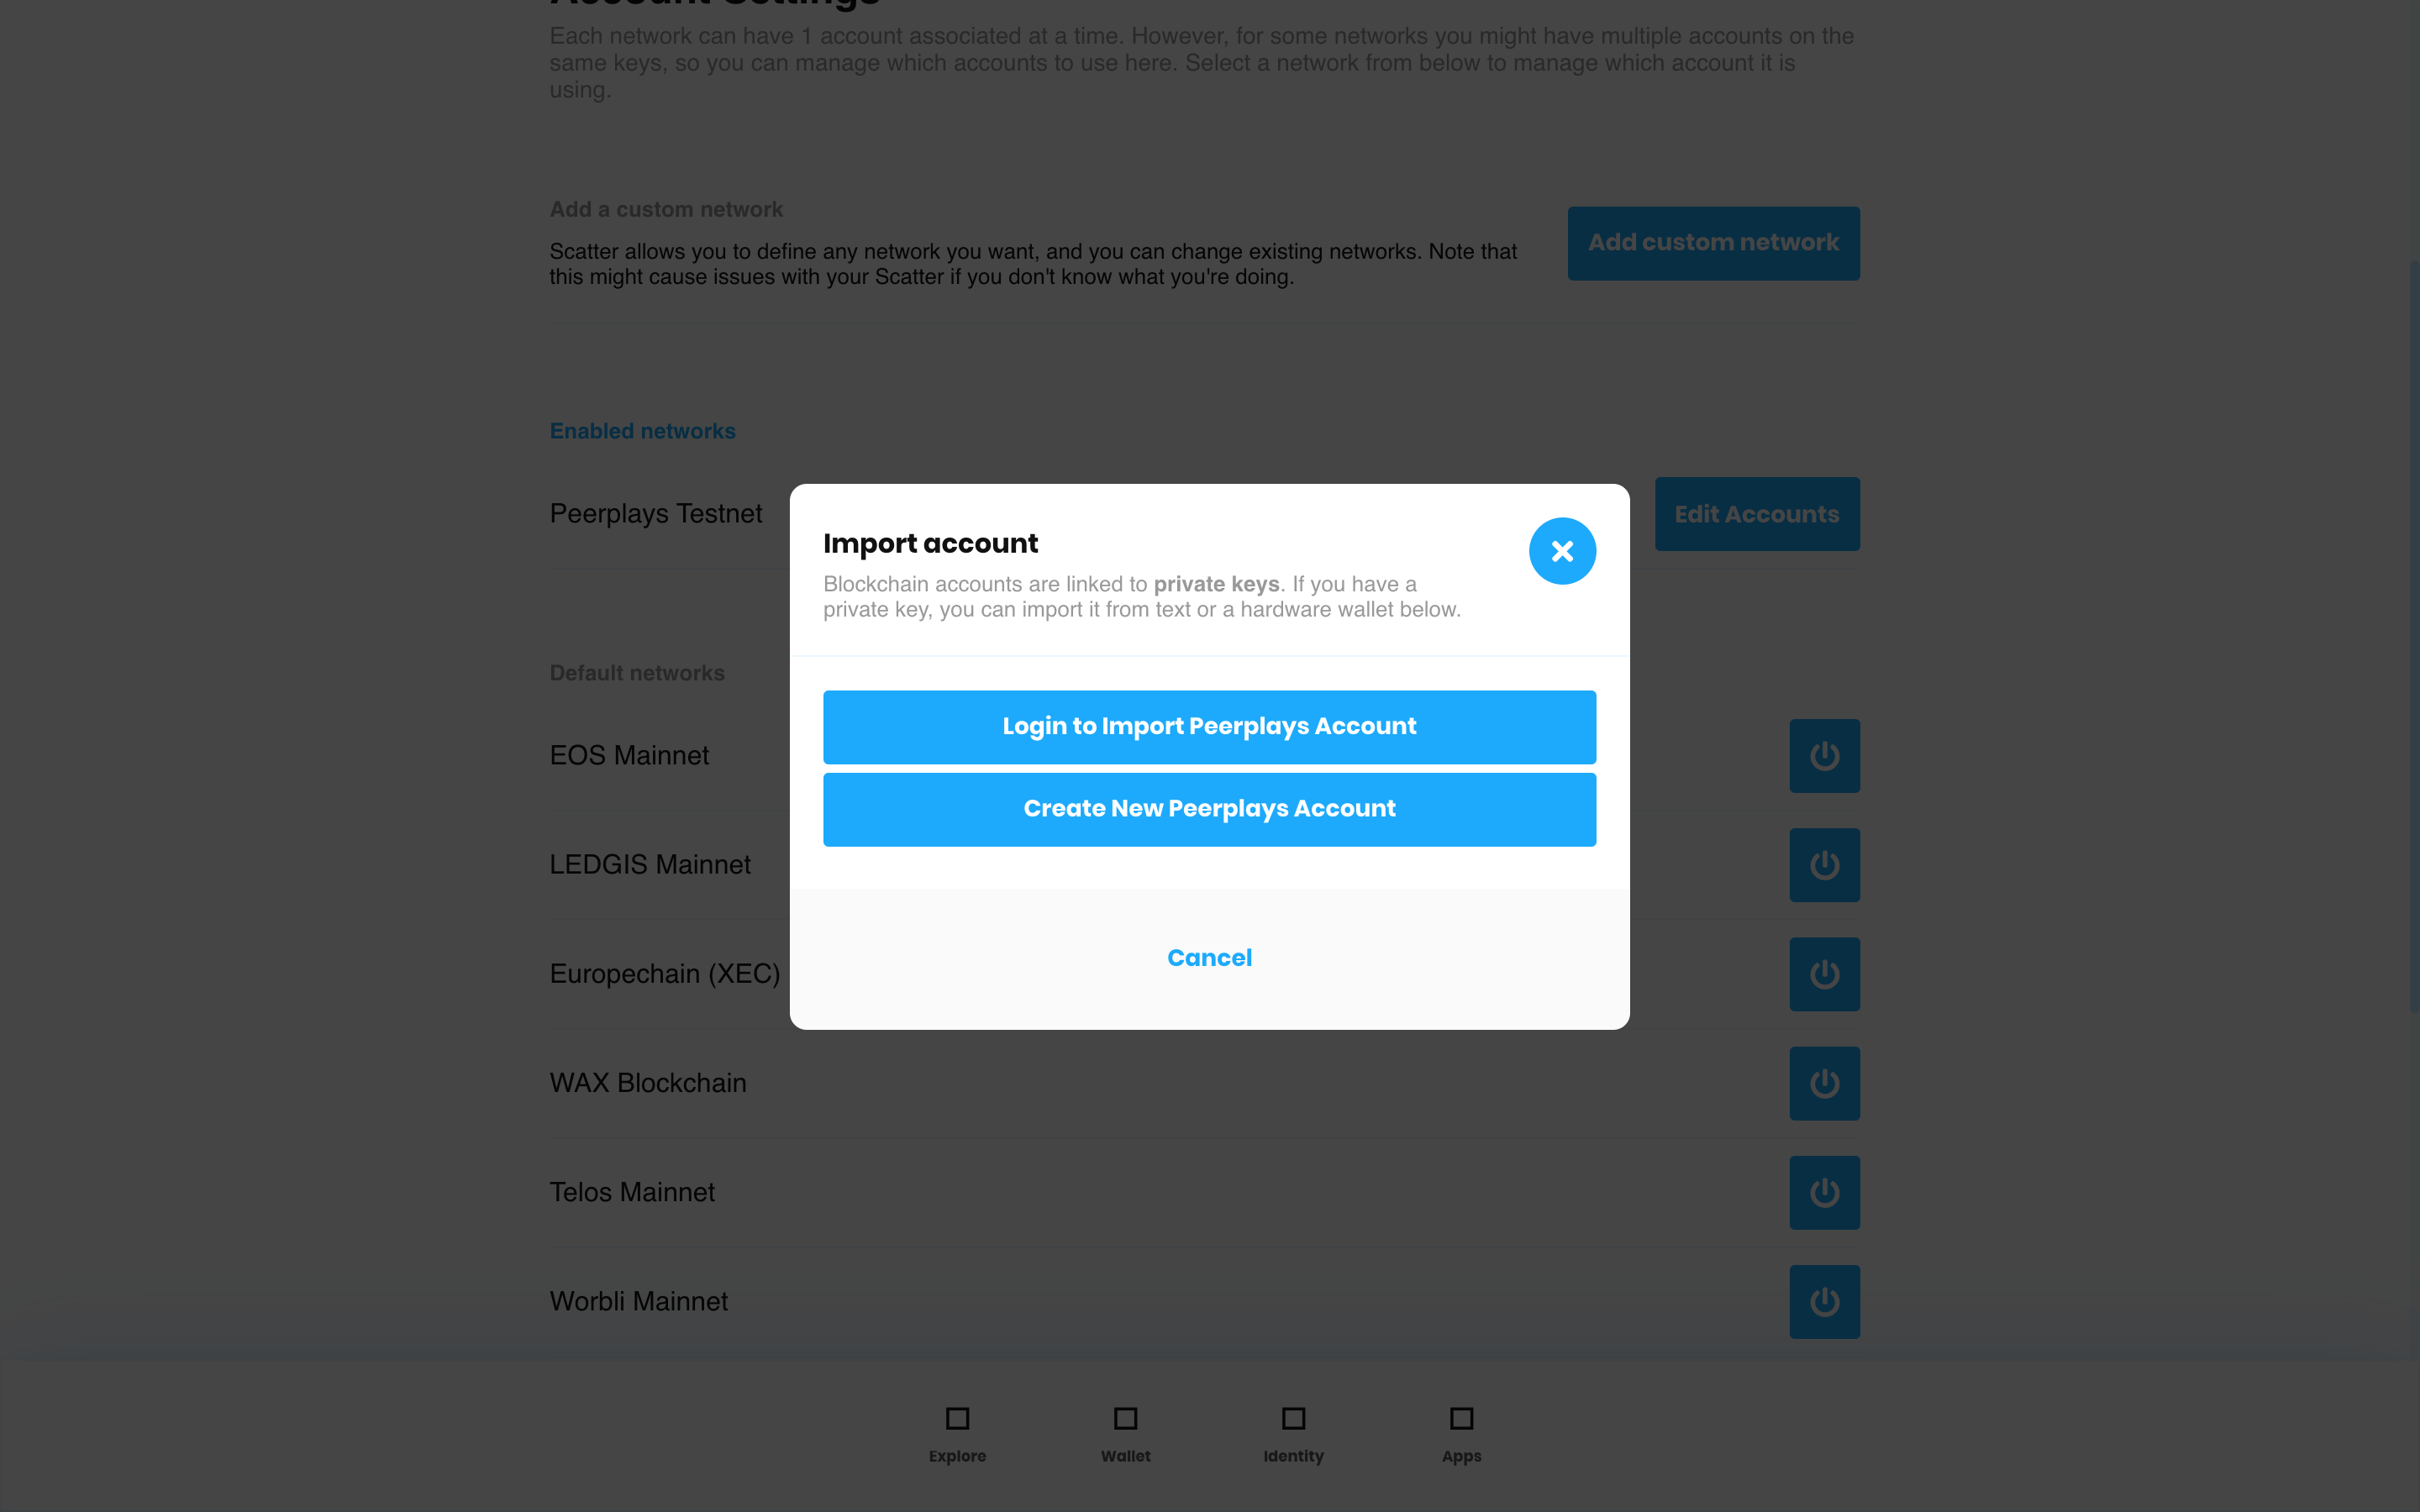 Account Settings
Each network can have 1 account associated at a time. However, for some networks you might have multiple accounts on the
same keys, so you can manage which accounts to use here. Select a network from below to manage which account it is
using.
Add a custom network
Scatter allows you to define any network you want, and you can change existing networks. Note that
this might cause issues with your Scatter if you don't know what you're doing.
Add custom network
Enabled networks
Peerplays Testnet
Edit Accounts
Import account
Blockchain accounts are linked to private keys. If you have a
private key, you can import it from text or a hardware wallet below.
Login to Import Peerplays Account
Create New Peerplays Account
Cancel
Default networks
EOS Mainnet
LEDGIS Mainnet
Europechain (XEC)
WAX Blockchain
Telos Mainnet
Worbli Mainnet
Explore
Wallet
Identity
Apps